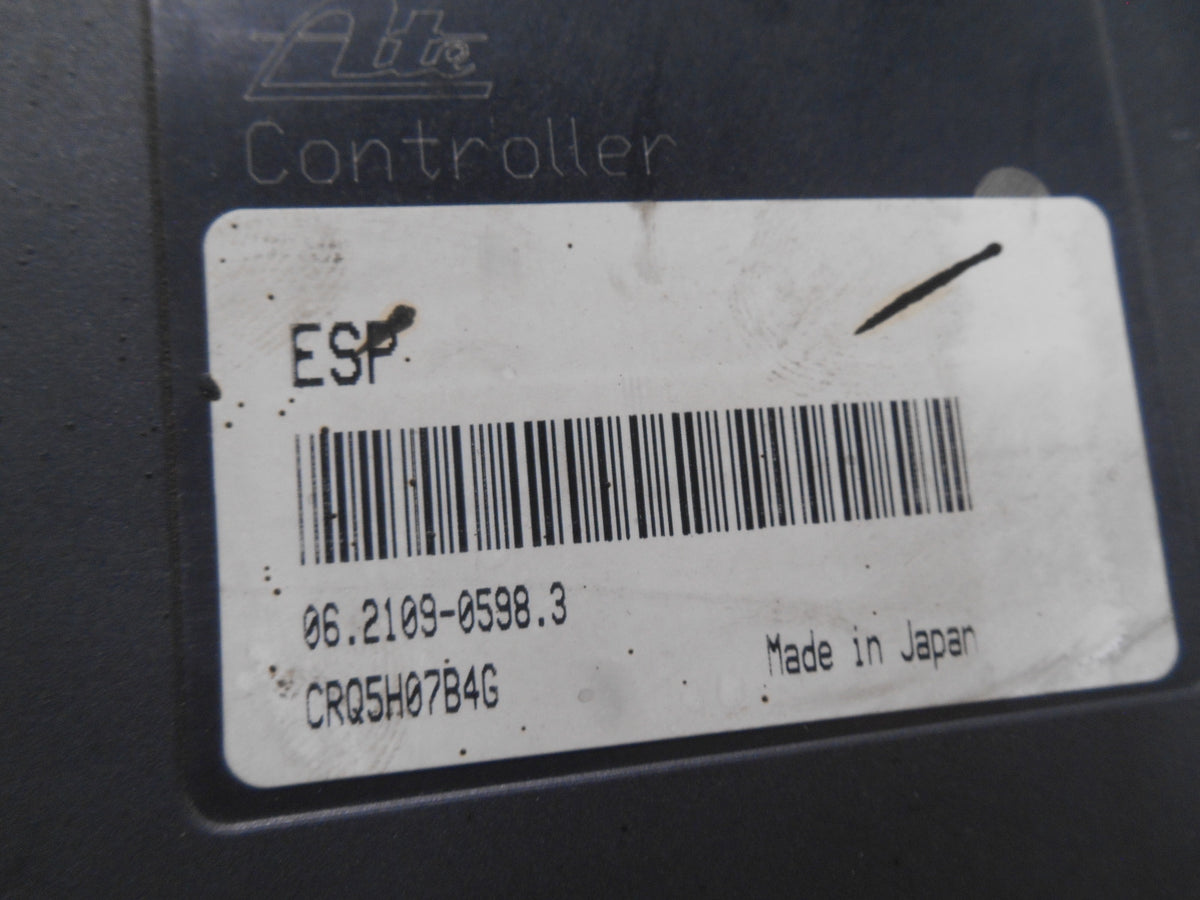 Ate
Controller
ESP
06.2109-0598.3
CRQ5H07B4G
Made in Japan